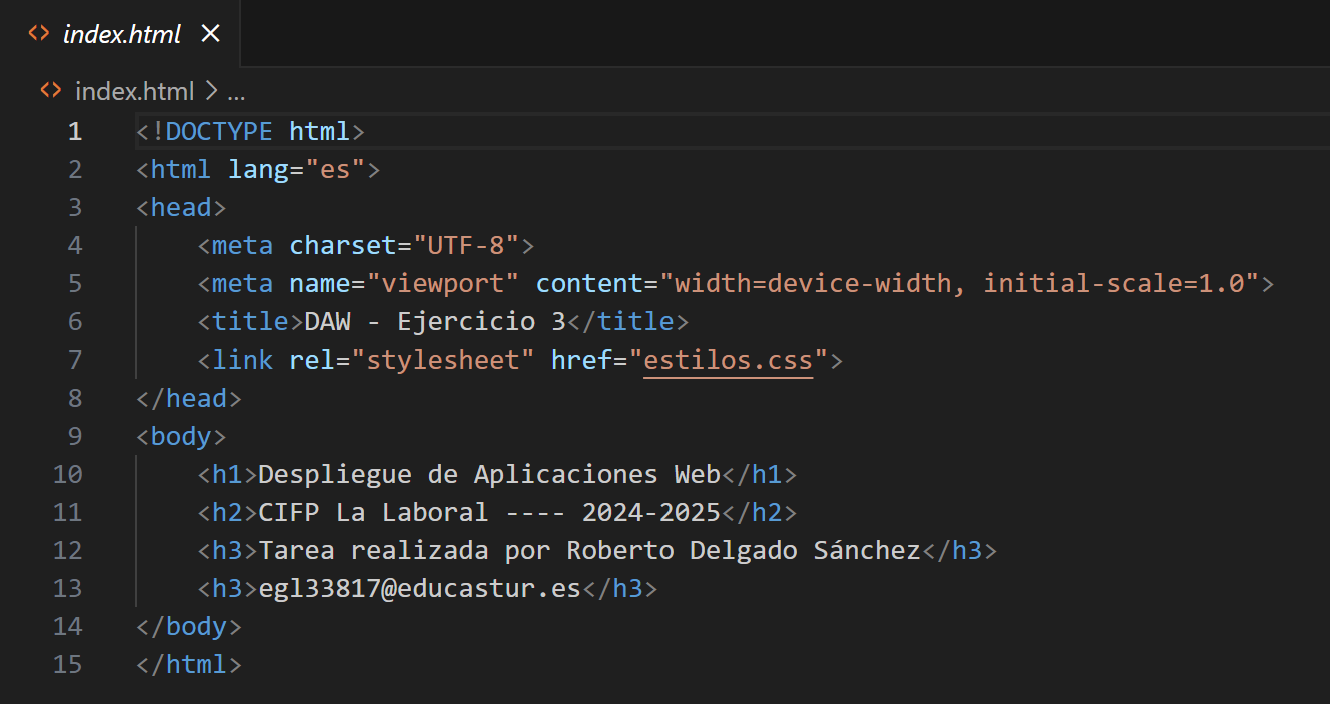 index.html
index.html > ...
1 <!DOCTYPE html>
2 <html lang="es">
3 <head>
4     <meta charset="UTF-8">
5     <meta name="viewport" content="width=device-width, initial-scale=1.0">
6     <title>DAW - Ejercicio 3</title>
7     <link rel="stylesheet" href="estilos.css">
8 </head>
9 <body>
10     <h1>Despliegue de Aplicaciones Web</h1>
11     <h2>CIFP La Laboral ---- 2024-2025</h2>
12     <h3>Tarea realizada por Roberto Delgado Sánchez</h3>
13     <h3>egl33817@educastur.es</h3>
14 </body>
15 </html>